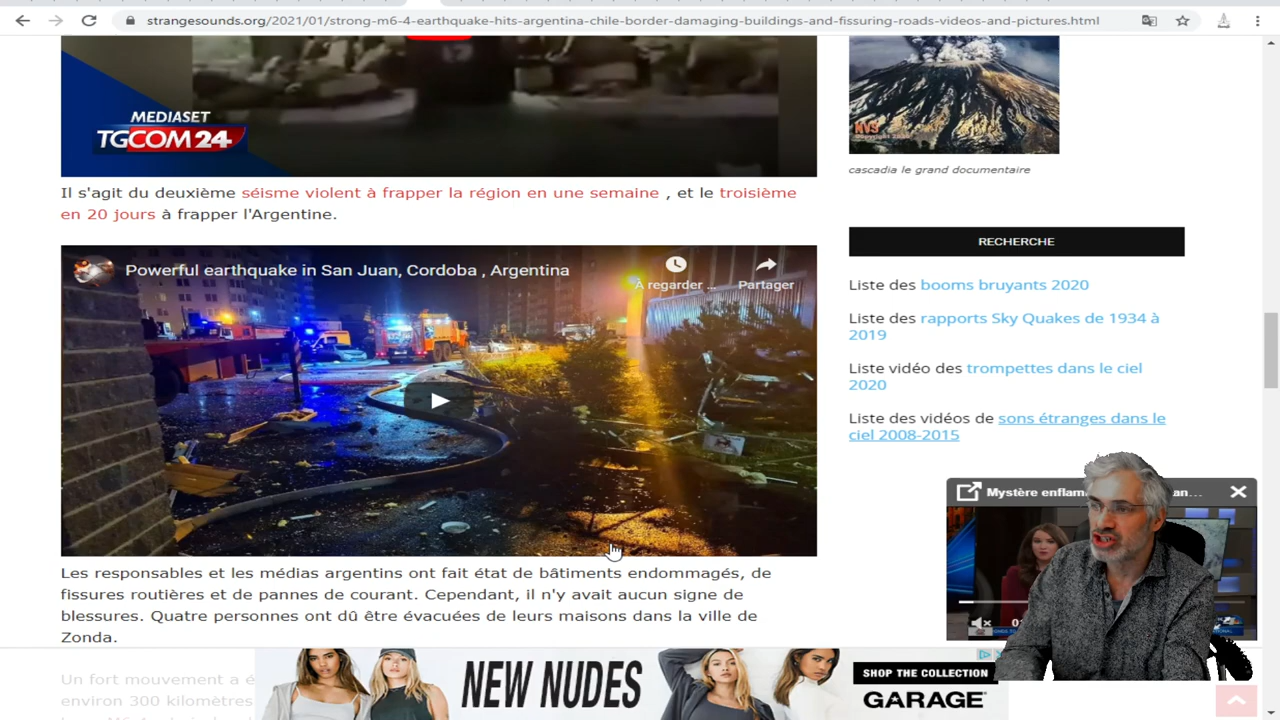 strangesounds.org/2021/01/strong-m6-4-earthquake-hits-argentina-chile-border-damaging-buildings-and-fissuring-roads-videos-and-pictures.html
MEDIASET
TGCOM24
Il s'agit du deuxième séisme violent à frapper la région en une semaine , et le troisième
en 20 jours à frapper l'Argentine.
Powerful earthquake in San Juan, Cordoba , Argentina
À regarder ...
Partager
Les responsables et les médias argentins ont fait état de bâtiments endommagés, de
fissures routières et de pannes de courant. Cependant, il n'y avait aucun signe de
blessures. Quatre personnes ont dû être évacuées de leurs maisons dans la ville de
Zonda.
Un fort mouvement a é
environ 300 kilomètres
cascadia le grand documentaire
RECHERCHE
Liste des booms bruyants 2020
Liste des rapports Sky Quakes de 1934 à
2019
Liste vidéo des trompettes dans le ciel
2020
Liste des vidéos de sons étranges dans le
ciel 2008-2015
Mystère enflam
NEW NUDES
SHOP THE COLLECTION
GARAGE